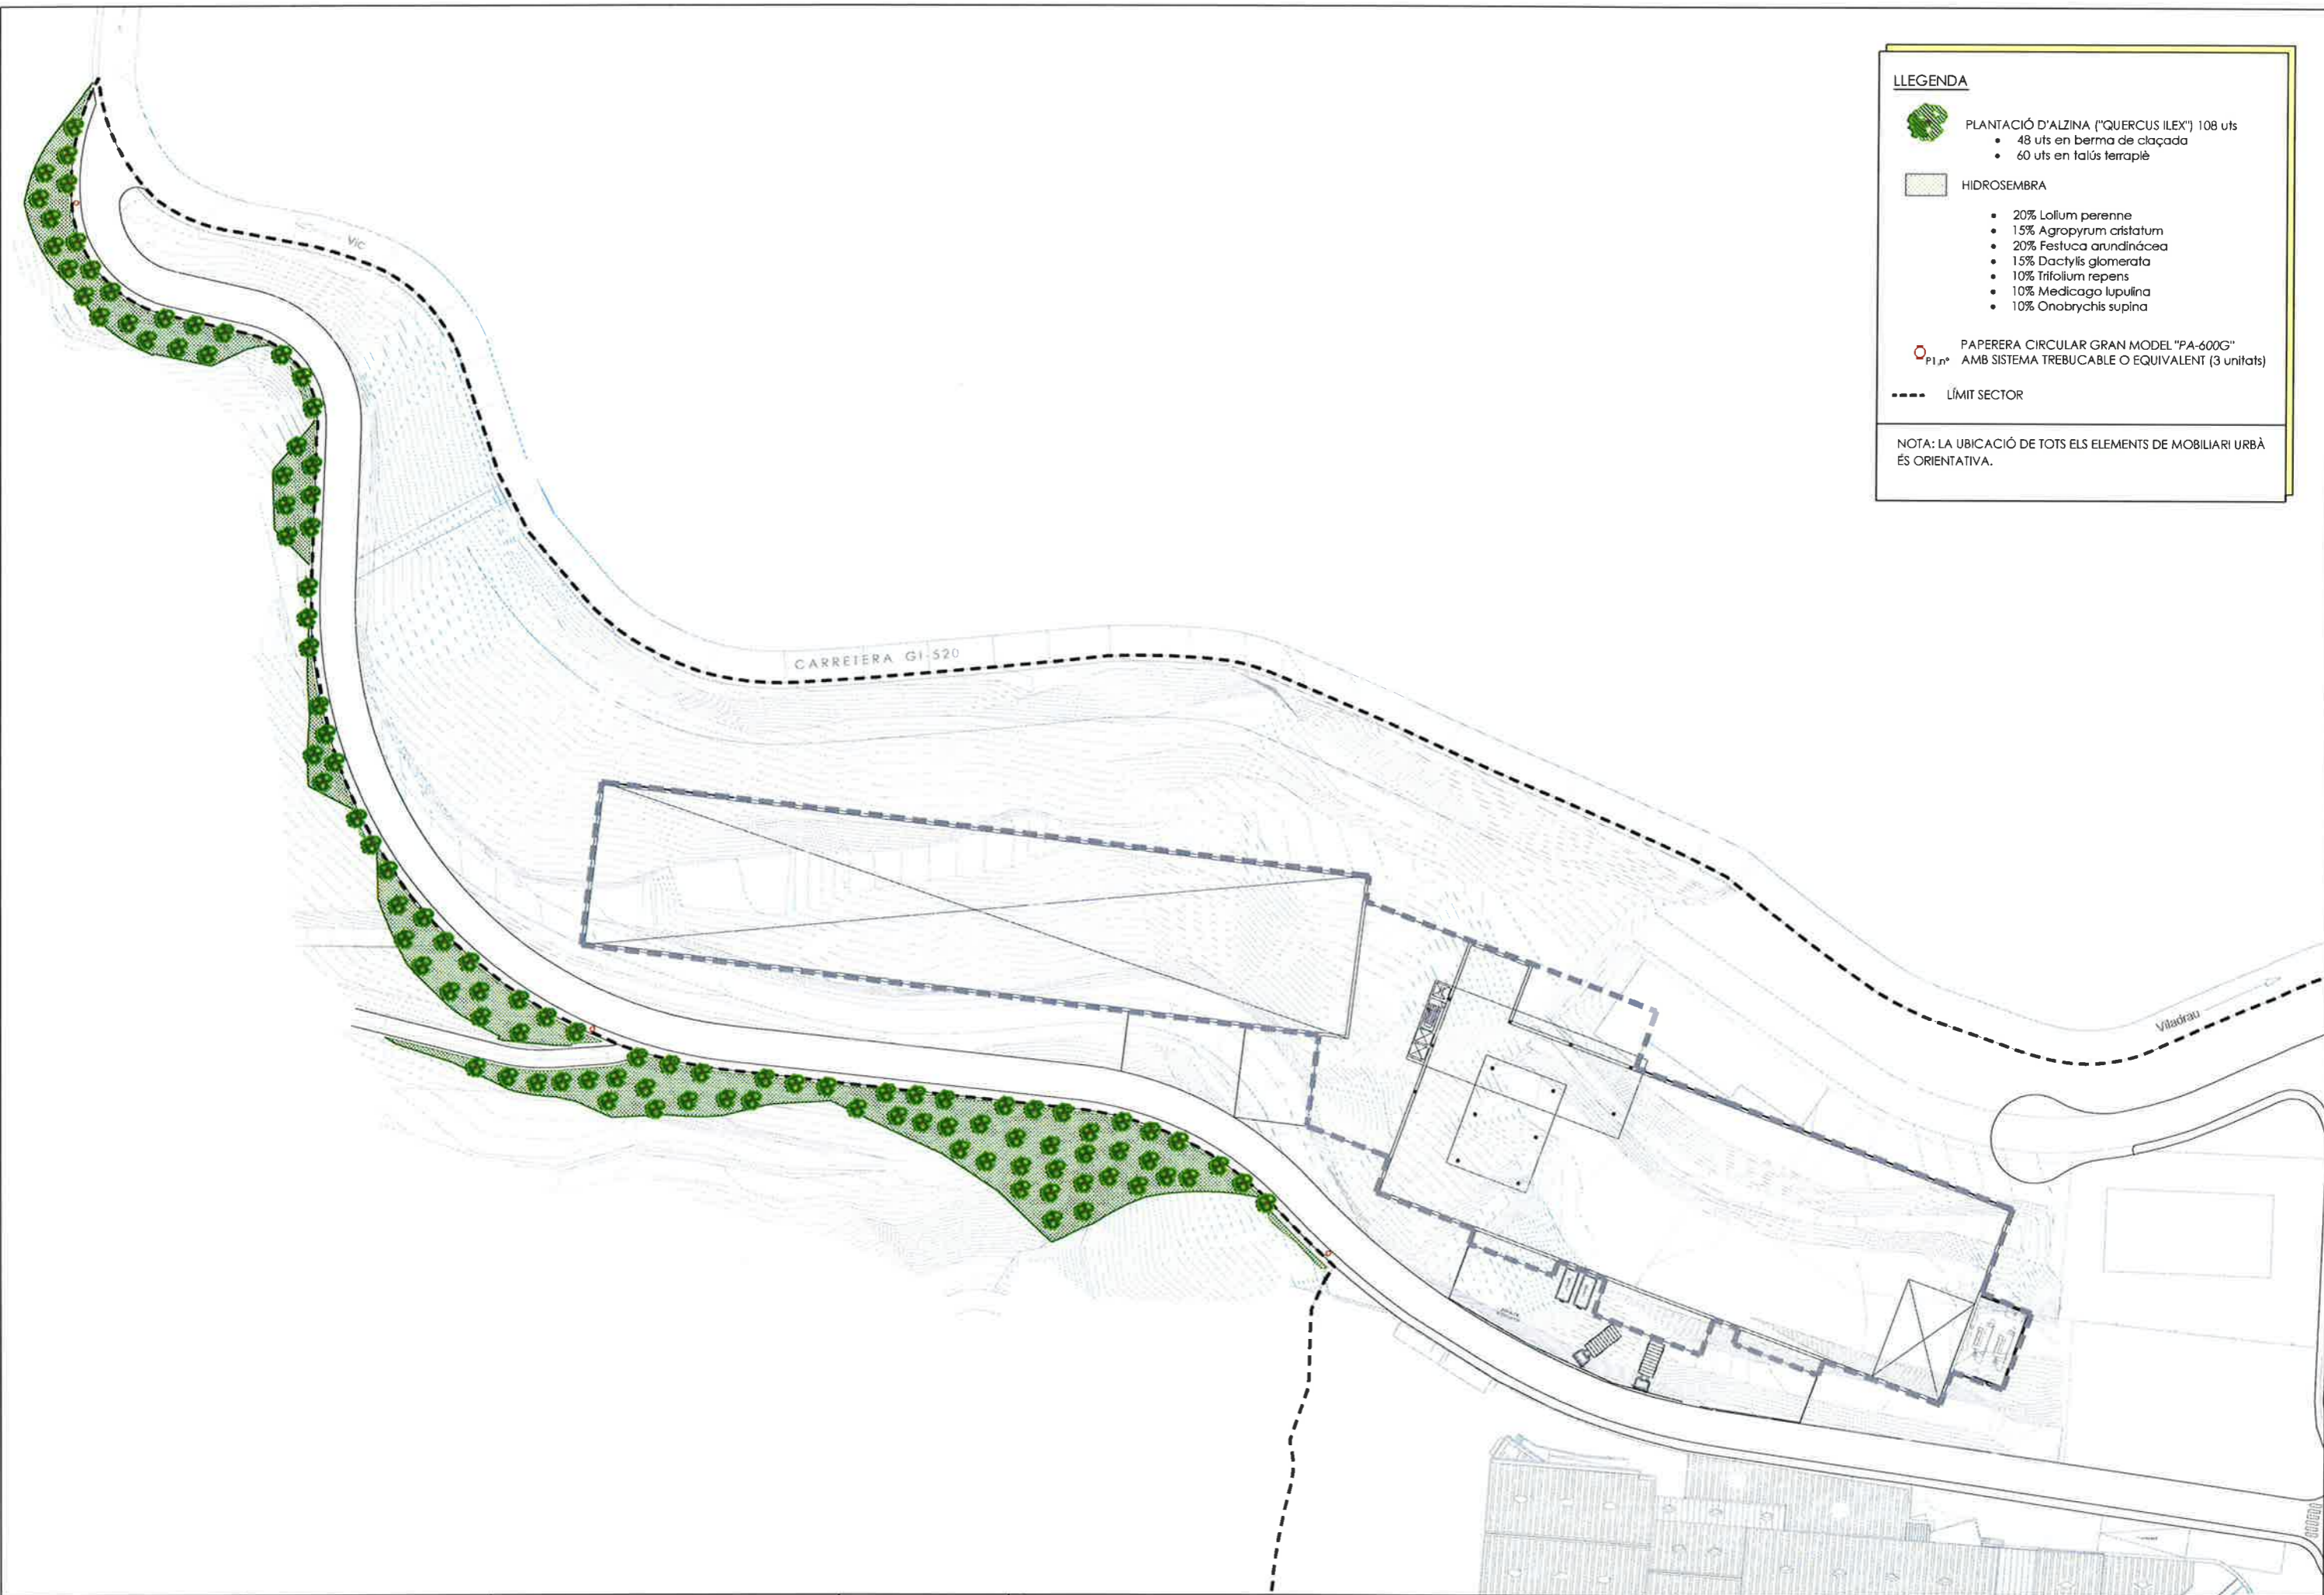 LLEGENDA
PLANTACIÓ D'ALZINA ("QUERCUS ILEX") 108 uts
• 48 uts en berma de claçada
• 60 uts en talús terraplè
HIDROSEMBRA
• 20% Lolium perenne
• 15% Agropyrum cristatum
• 20% Festuca arundinácea
• 15% Dactylis glomerata
• 10% Trifolium repens
• 10% Medicago lupulina
• 10% Onobrychis supina
PAPERERA CIRCULAR GRAN MODEL "PA-600G"
P1,nº AMB SISTEMA TREBUCABLE O EQUIVALENT (3 unitats)
LÍMIT SECTOR
NOTA: LA UBICACIÓ DE TOTS ELS ELEMENTS DE MOBILIARI URBÀ
ÉS ORIENTATIVA.
Vic
CARRETERA GI-520
Viladrau